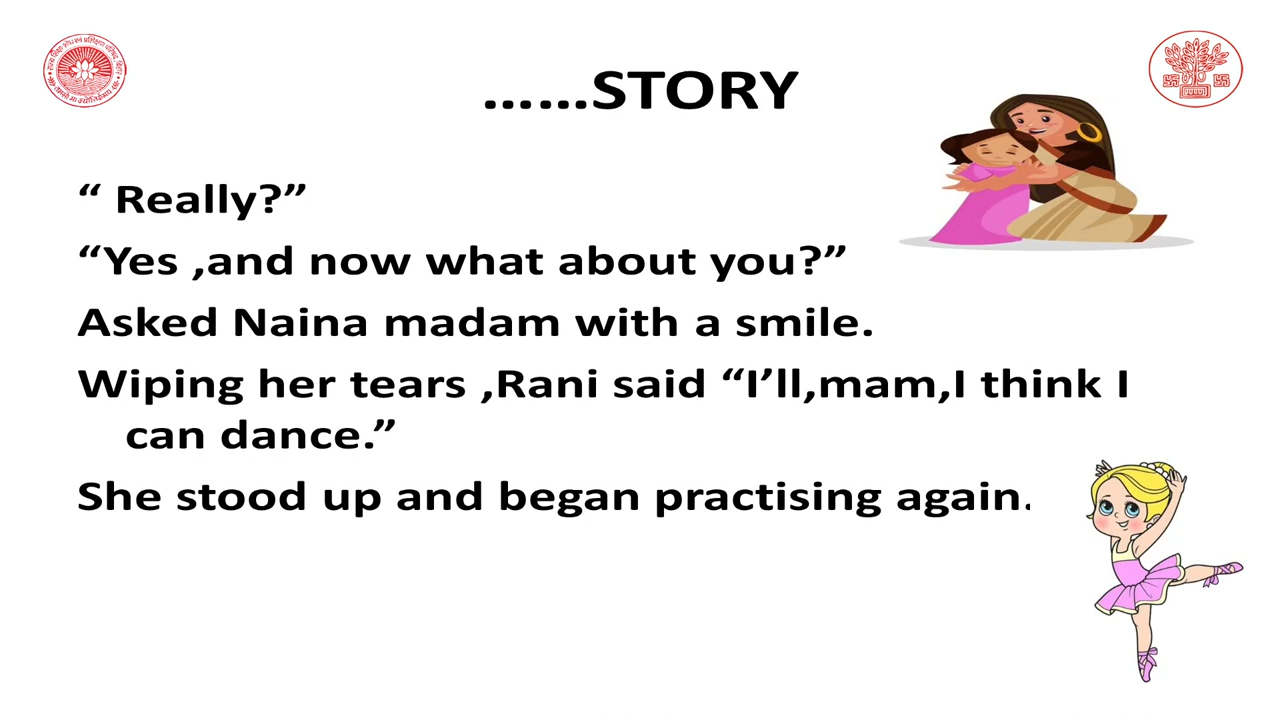 ......STORY
“ Really?”
“Yes ,and now what about you?”
Asked Naina madam with a smile.
Wiping her tears ,Rani said “I’ll,mam,I think I
can dance.”
She stood up and began practising again.